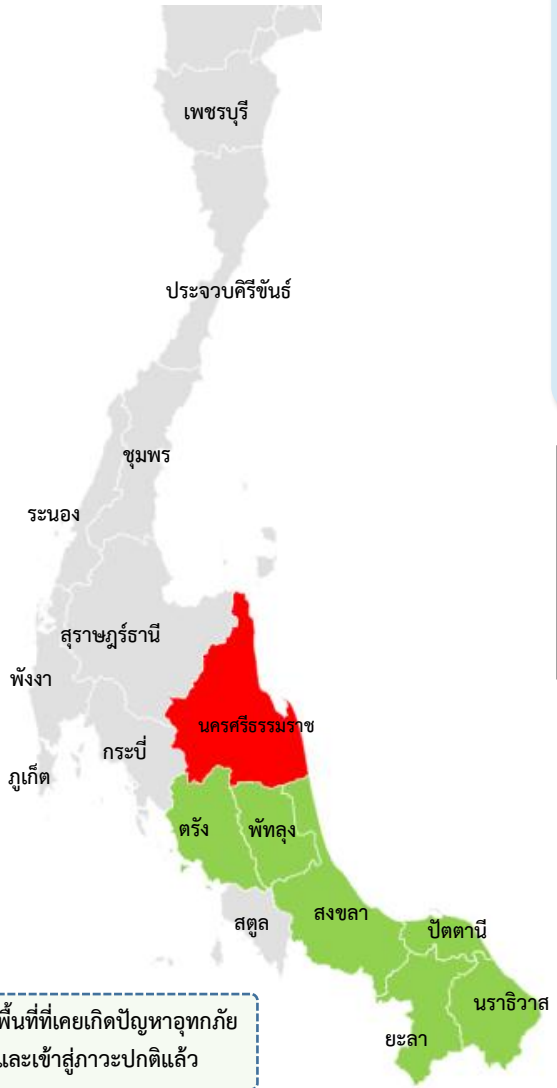 เพชรบุรี
ประจวบคีรีขันธ์
ชุมพร
ระนอง
สุราษฎร์ธานี
พังงา
นครศรีธรรมราช
กระบี่
ภูเก็ต
ตรัง
พัทลุง
สงขลา
สตูล
ปัตตานี
นราธิวาส
ยะลา
พื้นที่ที่เคยเกิดปัญหาอุทกภัย
และเข้าสู่ภาวะปกติแล้ว